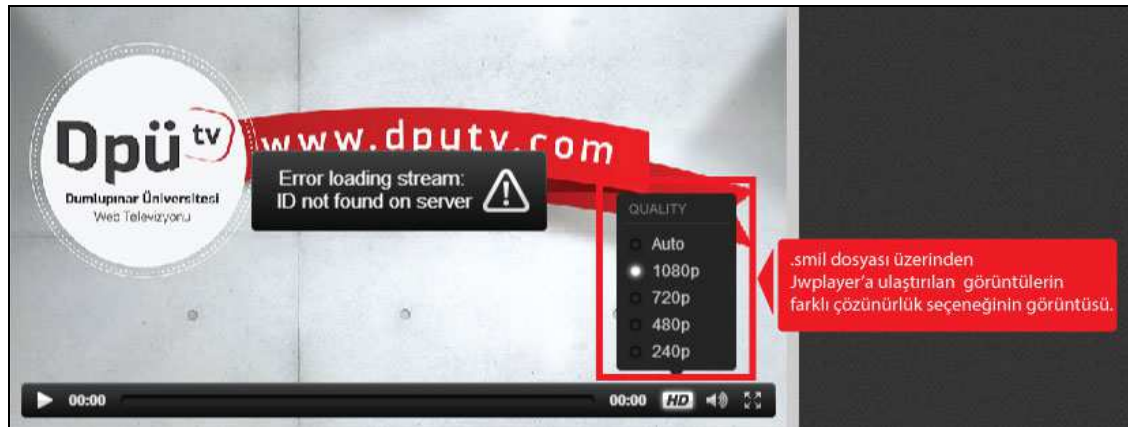 Dpü tv
Dumlupınar Üniversitesi
Web Televizyonu
www.dputv.com
Error loading stream:
ID not found on server
QUALITY
Auto
1080p
720p
480p
240p
.smil dosyası üzerinden
Jwplayer'a ulaştırılan görüntülerin
farklı çözünürlük seçeneğinin görüntüsü.
00:00
00:00
HD